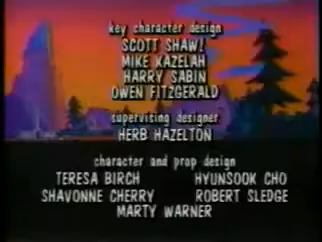 key character design
SCOTT SHAW!
MIKE KAZELAH
HARRY SABIN
OWEN FITZGERALD
supervising designer
HERB HAZELTON
character and prop design
TERESA BIRCH HYUNSOOK CHO
SHAVONNE CHERRY ROBERT SLEDGE
MARTY WARNER